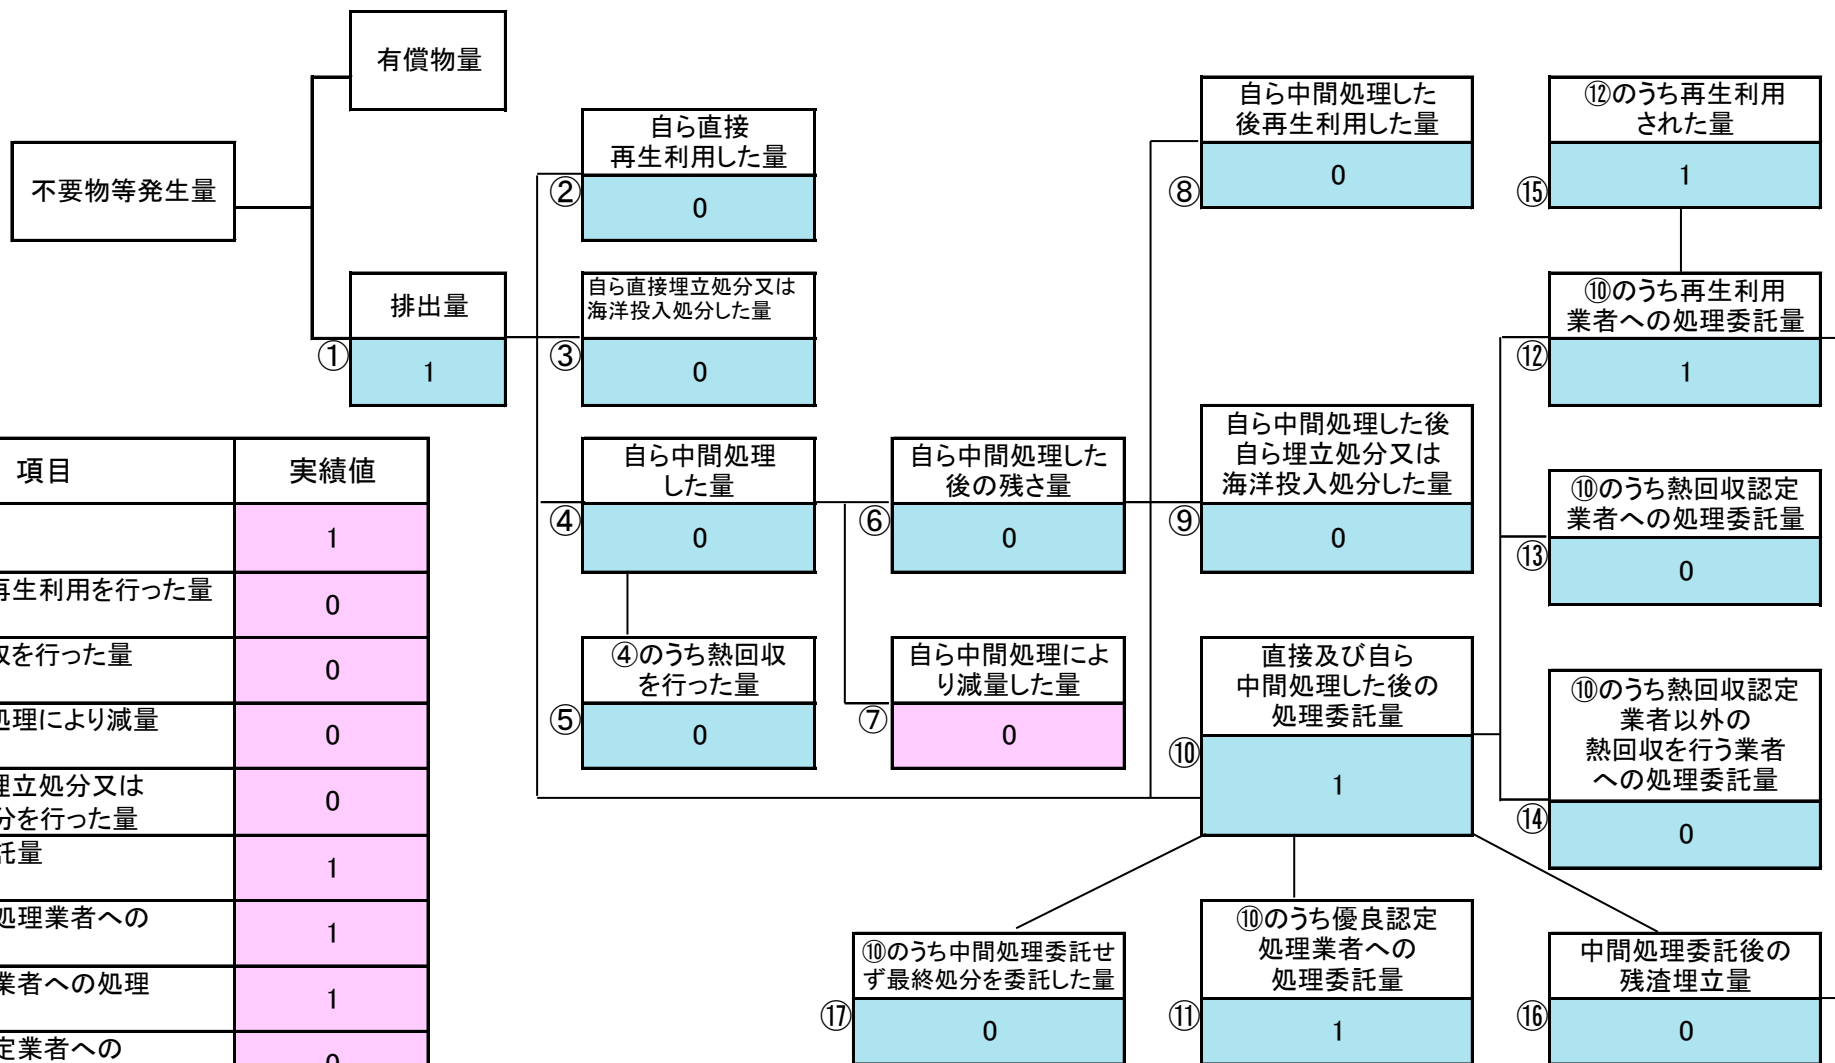 有償物量
不要物等発生量
排出量
①
1
自ら直接
再生利用した量
②
0
自ら直接埋立処分又は
海洋投入処分した量
③
0
自ら中間処理
した量
④
0
④のうち熱回収
を行った量
⑤
0
自ら中間処理した
後の残さ量
⑥
0
自ら中間処理によ
り減量した量
⑦
0
自ら中間処理した
後再生利用した量
⑧
0
自ら中間処理した後
自ら埋立処分又は
海洋投入処分した量
⑨
0
直接及び自ら
中間処理した後の
処理委託量
⑩
1
⑩のうち優良認定
処理業者への
処理委託量
⑪
1
⑫のうち再生利用
された量
⑮
1
⑩のうち再生利用
業者への処理委託量
⑫
1
⑩のうち熱回収認定
業者への処理委託量
⑬
0
⑩のうち熱回収認定
業者以外の
熱回収を行う業者
への処理委託量
⑭
0
⑩のうち中間処理委託せ
ず最終処分を委託した量
⑰
0
中間処理委託後の
残渣埋立量
⑯
0
項目 実績値
1
再生利用を行った量 0
を行った量 0
処理により減量 0
埋立処分又は
分を行った量 0
託量 1
処理業者への 1
業者への処理 1
定業者への 0